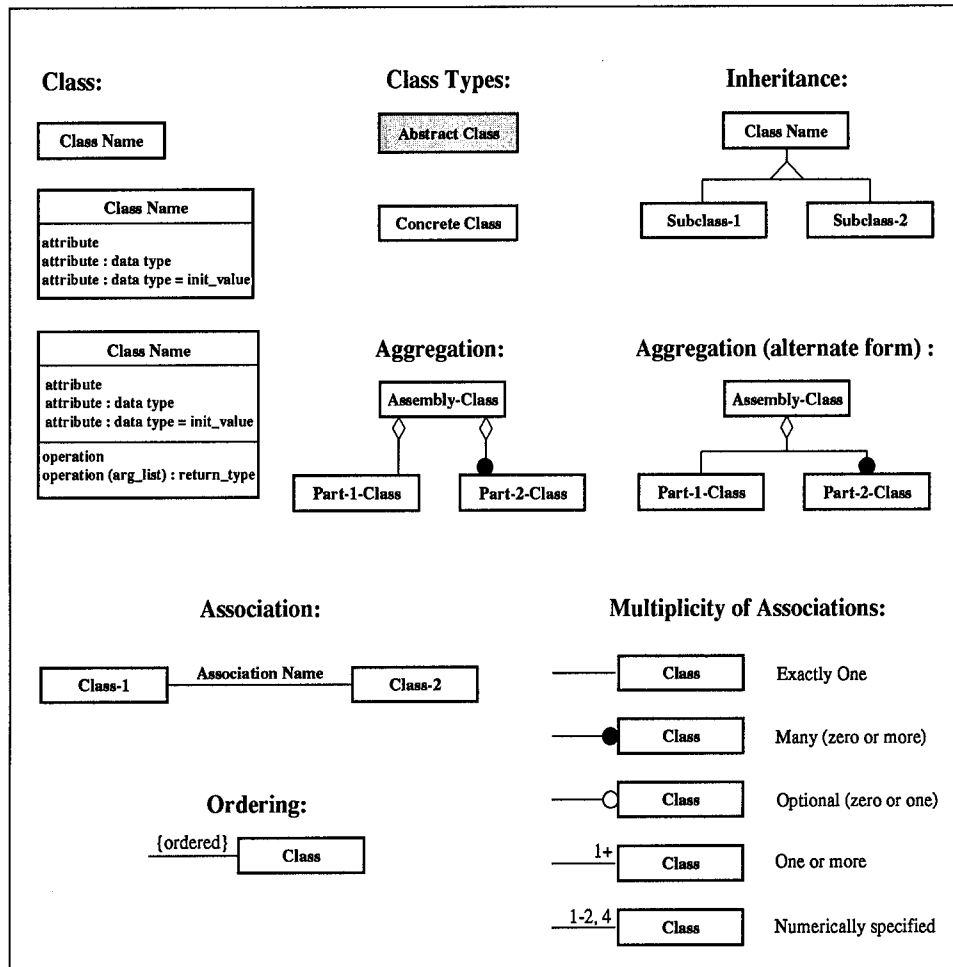 Class:
Class Name
Class Name
attribute
attribute : data type
attribute : data type = init_value
Class Name
attribute
attribute : data type
attribute : data type = init_value
operation
operation (arg_list) : return_type
Class Types:
Abstract Class
Concrete Class
Inheritance:
Class Name
Subclass-1
Subclass-2
Aggregation:
Assembly-Class
Part-1-Class
Part-2-Class
Aggregation (alternate form) :
Assembly-Class
Part-1-Class
Part-2-Class
Association:
Class-1
Association Name
Class-2
Ordering:
{ordered}
Class
Multiplicity of Associations:
Class
Exactly One
Class
Many (zero or more)
Class
Optional (zero or one)
1+
Class
One or more
1-2, 4
Class
Numerically specified